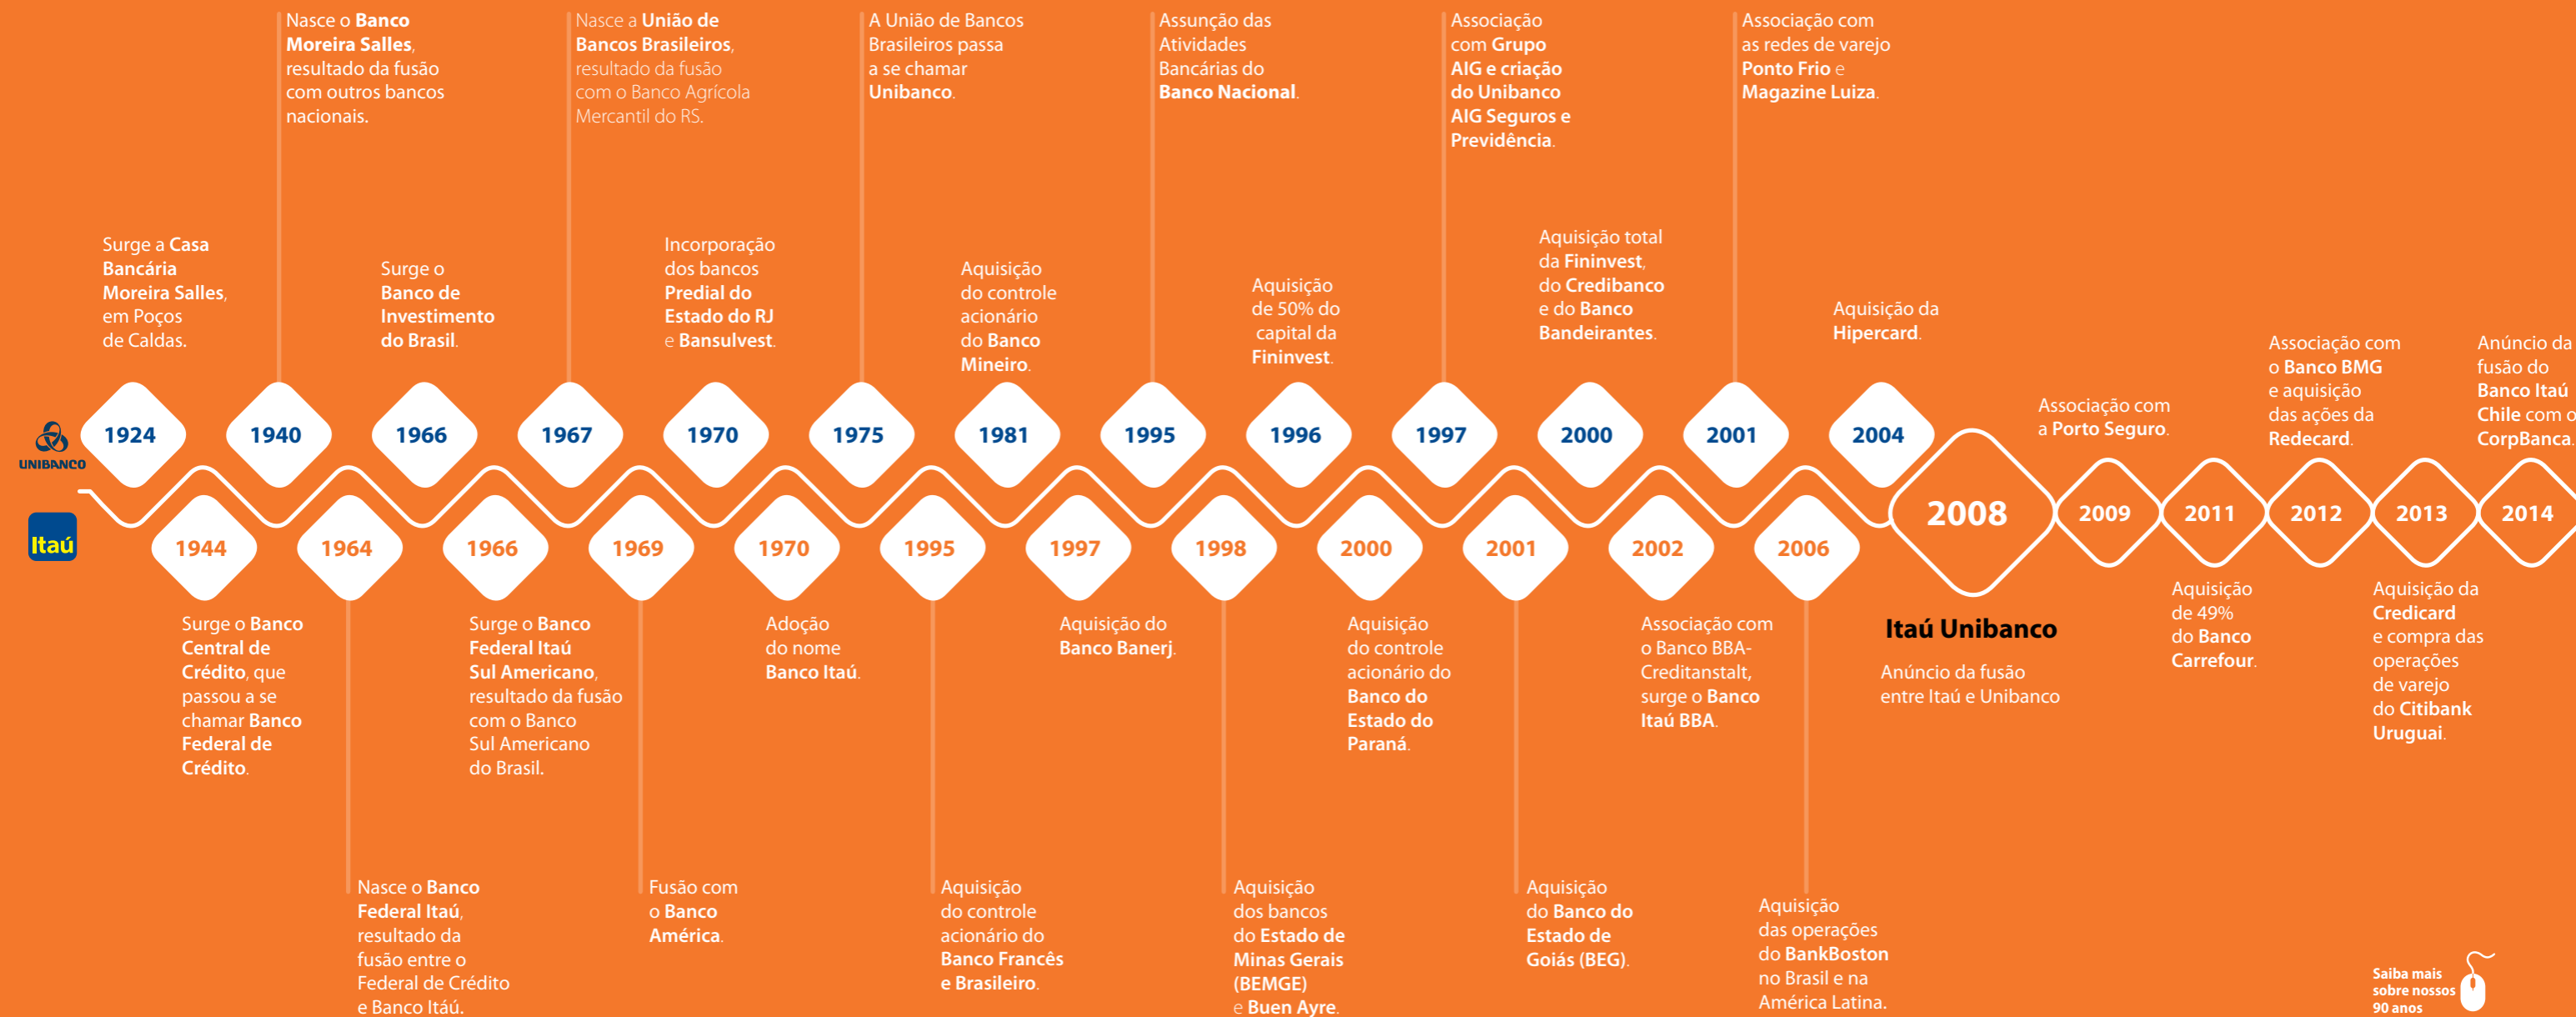 Nasce o Banco
Moreira Salles,
resultado da fusão
com outros bancos
nacionais.
Nasce a União de
Bancos Brasileiros,
resultado da fusão
com o Banco Agrícola
Mercantil do RS.
A União de Bancos
Brasileiros passa
a se chamar
Unibanco.
Assunção das
Atividades
Bancárias do
Banco Nacional.
Associação
com Grupo
AIG e criação
do Unibanco
AIG Seguros e
Previdência.
Associação com
as redes de varejo
Ponto Frio e
Magazine Luiza.
Surge a Casa
Bancária
Moreira Salles,
em Poços
de Caldas.
Surge o
Banco de
Investimento
do Brasil.
Incorporação
dos bancos
Predial do
Estado do RJ
e Bansulvest.
Aquisição
do controle
acionário
do Banco
Mineiro.
Aquisição
de 50% do
capital da
Fininvest.
Aquisição total
da Fininvest,
do Credibanco
e do Banco
Bandeirantes.
Aquisição da
Hipercard.
Associação com
a Porto Seguro.
Associação com
o Banco BMG
e aquisição
das ações da
Redecard.
Anúncio da
fusão do
Banco Itaú
Chile com o
CorpBanca.
UNIBANCO
1924
1940
1966
1967
1970
1975
1981
1995
1996
1997
2000
2001
2004
Itaú
1944
1964
1966
1969
1970
1995
1997
1998
2000
2001
2002
2006
2008
2009
2011
2012
2013
2014
Surge o Banco
Central de
Crédito, que
passou a se
chamar Banco
Federal de
Crédito.
Surge o Banco
Federal Itaú
Sul Americano,
resultado da fusão
com o Banco
Sul Americano
do Brasil.
Adoção
do nome
Banco Itaú.
Aquisição do
Banco Banerj.
Aquisição
do controle
acionário do
Banco do
Estado do
Paraná.
Associação com
o Banco BBA-
Creditanstalt,
surge o Banco
Itaú BBA.
Itaú Unibanco
Anúncio da fusão
entre Itaú e Unibanco
Aquisição
de 49%
do Banco
Carrefour.
Aquisição da
Credicard
e compra das
operações
de varejo
do Citibank
Uruguai.
Nasce o Banco
Federal Itaú,
resultado da
fusão entre o
Federal de Crédito
e Banco Itáú.
Fusão com
o Banco
América.
Aquisição
do controle
acionário do
Banco Francês
e Brasileiro.
Aquisição
dos bancos
do Estado de
Minas Gerais
(BEMGE)
e Buen Ayre.
Aquisição
do Banco do
Estado de
Goiás (BEG).
Aquisição
das operações
do BankBoston
no Brasil e na
América Latina.
Saiba mais
sobre nossos
90 anos